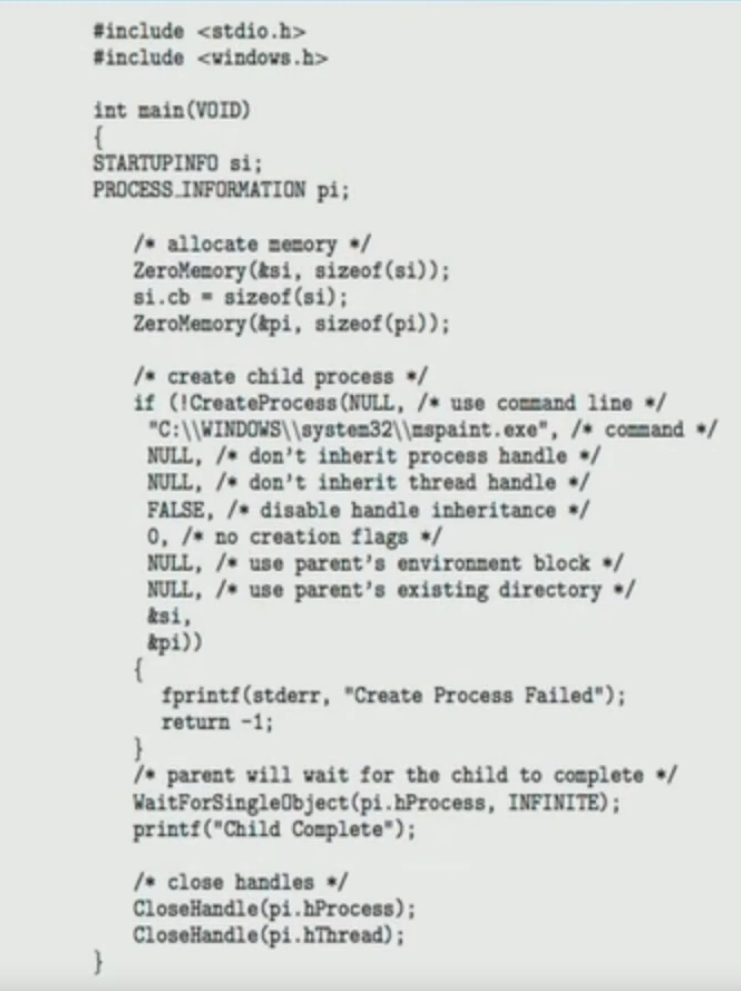 #include <stdio.h>
#include <windows.h>
int main(VOID)
{
STARTUPINFO si;
PROCESS_INFORMATION pi;
/* allocate memory */
ZeroMemory(&si, sizeof(si));
si.cb = sizeof(si);
ZeroMemory(&pi, sizeof(pi));
/* create child process */
if (!CreateProcess(NULL, /* use command line */
"C:\\WINDOWS\\system32\\mspaint.exe", /* command */
NULL, /* don't inherit process handle */
NULL, /* don't inherit thread handle */
FALSE, /* disable handle inheritance */
0, /* no creation flags */
NULL, /* use parent's environment block */
NULL, /* use parent's existing directory */
&si,
&pi))
{
fprintf(stderr, "Create Process Failed");
return -1;
}
/* parent will wait for the child to complete */
WaitForSingleObject(pi.hProcess, INFINITE);
printf("Child Complete");
/* close handles */
CloseHandle(pi.hProcess);
CloseHandle(pi.hThread);
}